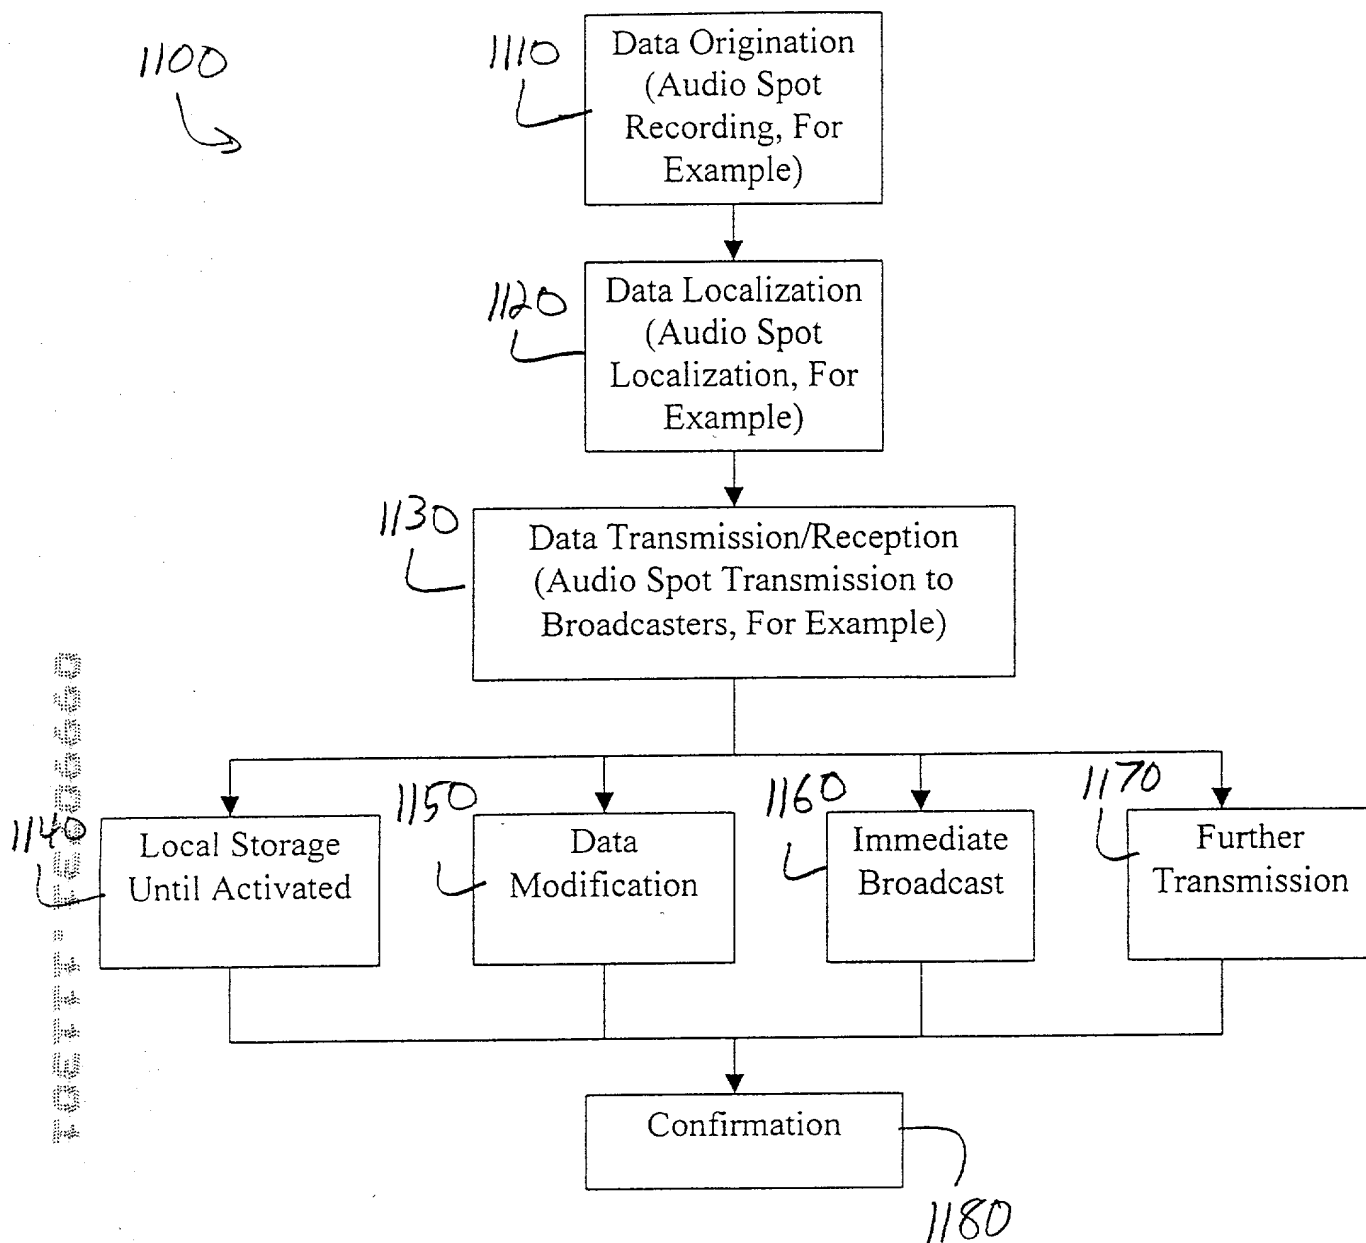 1100
1110
Data Origination
(Audio Spot
Recording, For
Example)
1120
Data Localization
(Audio Spot
Localization, For
Example)
1130
Data Transmission/Reception
(Audio Spot Transmission to
Broadcasters, For Example)
1140
Local Storage
Until Activated
1150
Data
Modification
1160
Immediate
Broadcast
1170
Further
Transmission
Confirmation
1180